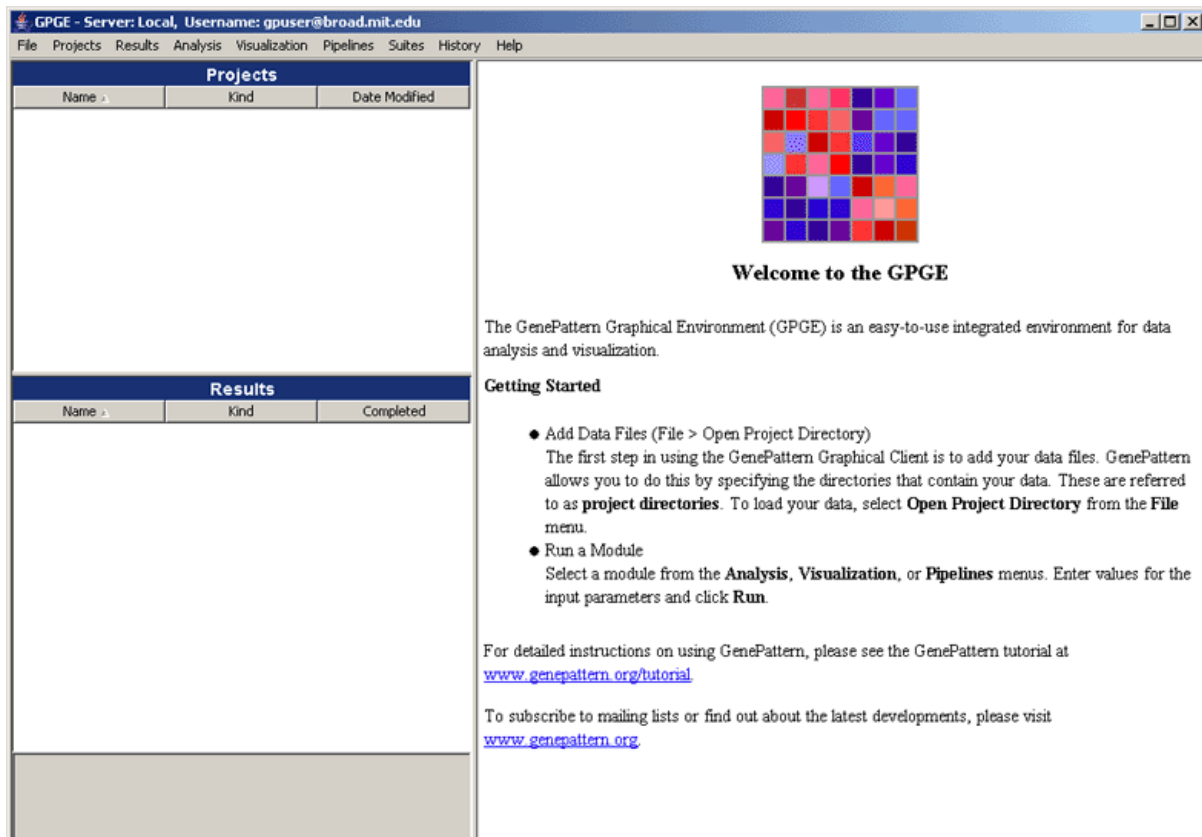 GPGE - Server: Local, Username: gpuser@broad.mit.edu
File Projects Results Analysis Visualization Pipelines Suites History Help
Projects
Name Kind Date Modified
Results
Name Kind Completed
Welcome to the GPGE
The GenePattern Graphical Environment (GPGE) is an easy-to-use integrated environment for data
analysis and visualization.
Getting Started
● Add Data Files (File > Open Project Directory)
The first step in using the GenePattern Graphical Client is to add your data files. GenePattern
allows you to do this by specifying the directories that contain your data. These are referred
to as project directories. To load your data, select Open Project Directory from the File
menu.
● Run a Module
Select a module from the Analysis, Visualization, or Pipelines menus. Enter values for the
input parameters and click Run.
For detailed instructions on using GenePattern, please see the GenePattern tutorial at
www.genepattern.org/tutorial.
To subscribe to mailing lists or find out about the latest developments, please visit
www.genepattern.org.